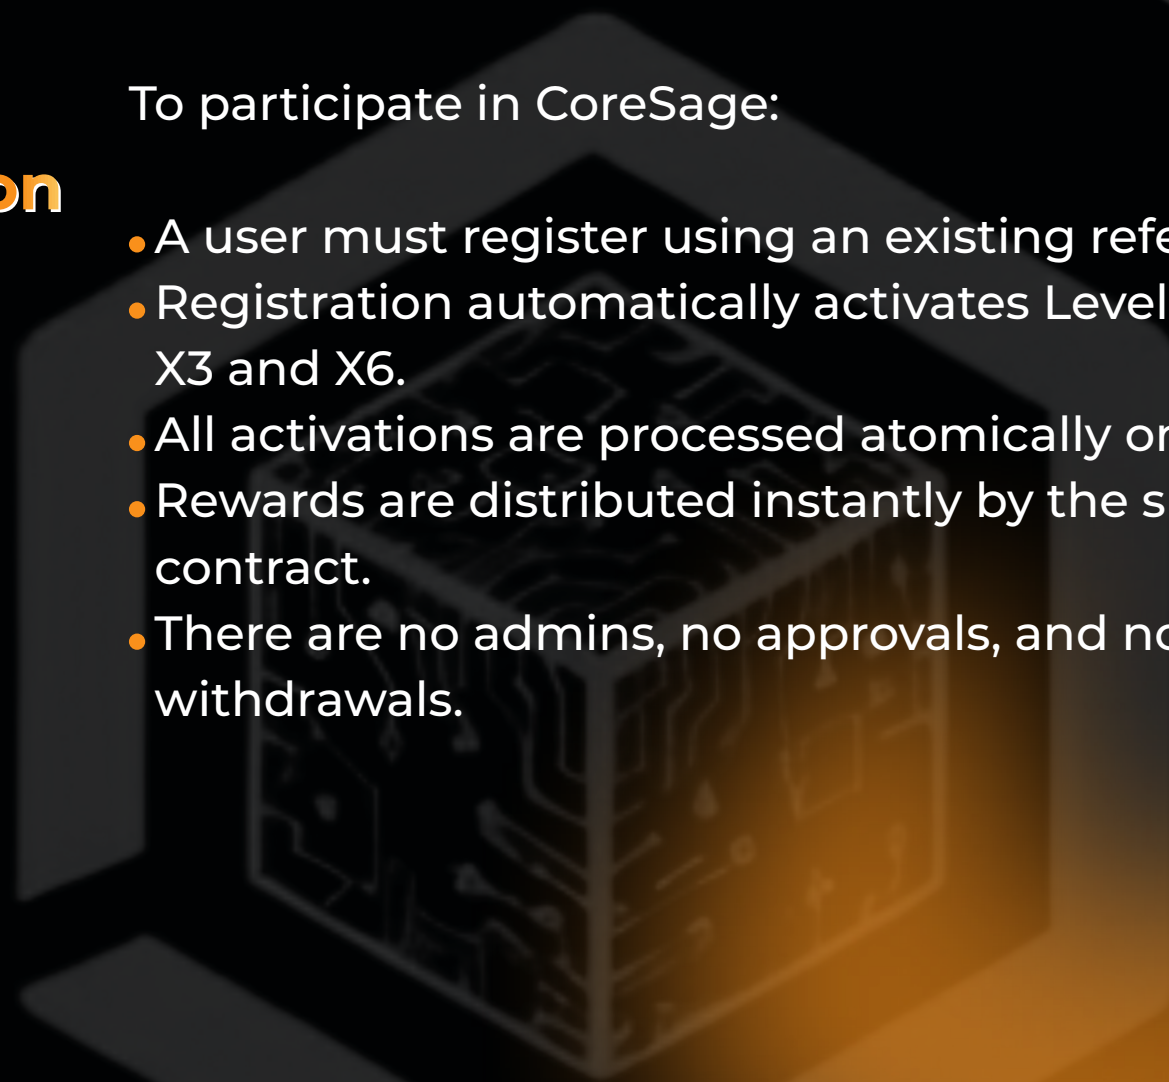 To participate in CoreSage:
on
A user must register using an existing refe
Registration automatically activates Level
X3 and X6.
All activations are processed atomically
Rewards are distributed instantly by the s
contract.
There are no admins, no approvals, and no
withdrawals.